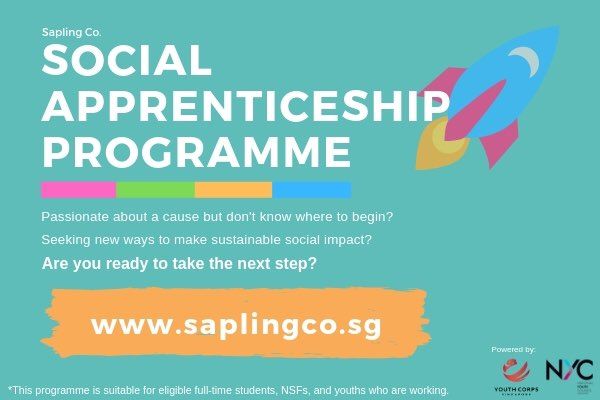 Sapling Co.
SOCIAL
APPRENTICESHIP
PROGRAMME
Passionate about a cause but don't know where to begin?
Seeking new ways to make sustainable social impact?
Are you ready to take the next step?
www.saplingco.sg
Powered by:
YOUTH CORPS
SINGAPORE
NYC
*This programme is suitable for eligible full-time students, NSFs, and youths who are working.